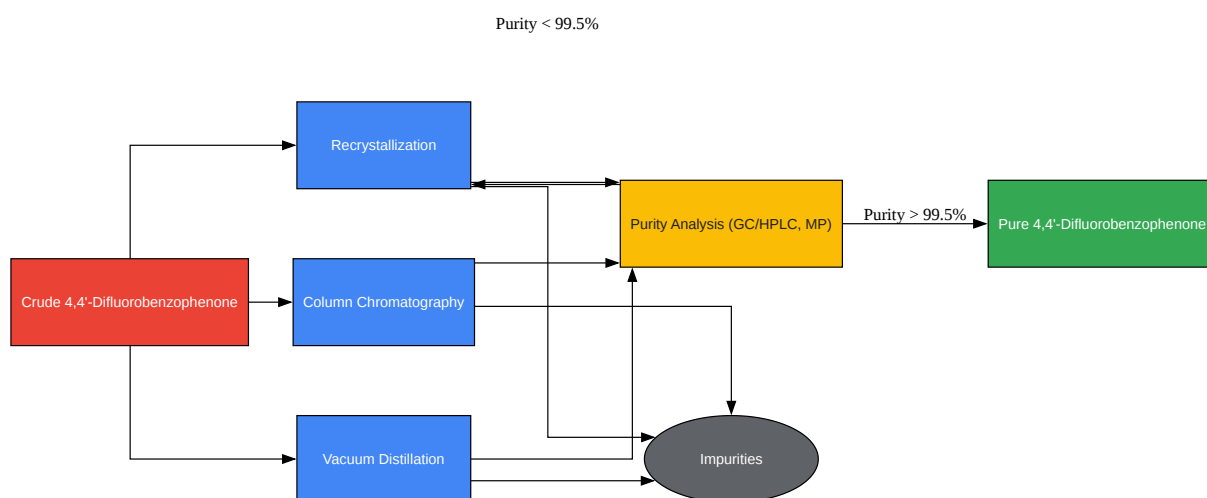 Purity < 99.5%
Recrystallization
Purity Analysis (GC/HPLC, MP)
Purity > 99.5%
Pure 4,4'-Difluorobenzophenone
Crude 4,4'-Difluorobenzophenone
Column Chromatography
Vacuum Distillation
Impurities